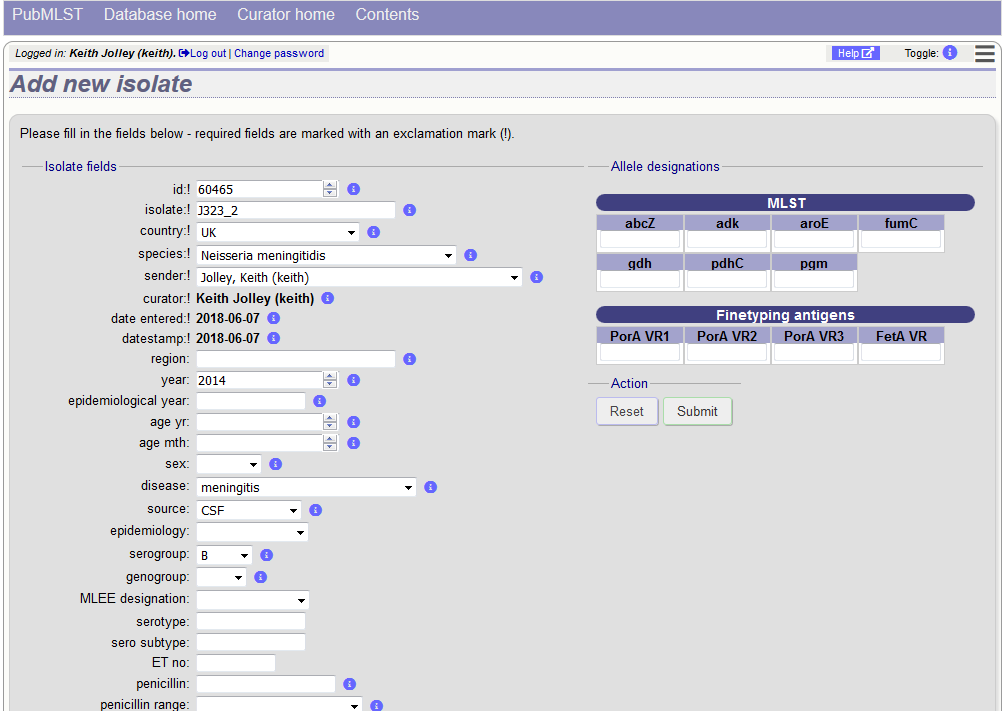 PubMLST Database home Curator home Contents
Logged in: Keith Jolley (keith). Log out | Change password Help Toggle: i
Add new isolate
Please fill in the fields below - required fields are marked with an exclamation mark (!).
Isolate fields
id:! 60465 i
isolate:! J323_2 i
country:! UK i
species:! Neisseria meningitidis i
sender:! Jolley, Keith (keith) i
curator:! Keith Jolley (keith) i
date entered:! 2018-06-07 i
datestamp:! 2018-06-07 i
region: i
year: 2014 i
epidemiological year: i
age yr: i
age mth: i
sex: i
disease: meningitis i
source: CSF i
epidemiology:
serogroup: B i
genogroup: i
MLEE designation:
serotype:
sero subtype:
ET no:
penicillin: i
penicillin range: i
Allele designations
MLST
abcZ adk aroE fumC
gdh pdhC pgm
Finetyping antigens
PorA VR1 PorA VR2 PorA VR3 FetA VR
Action
Reset Submit